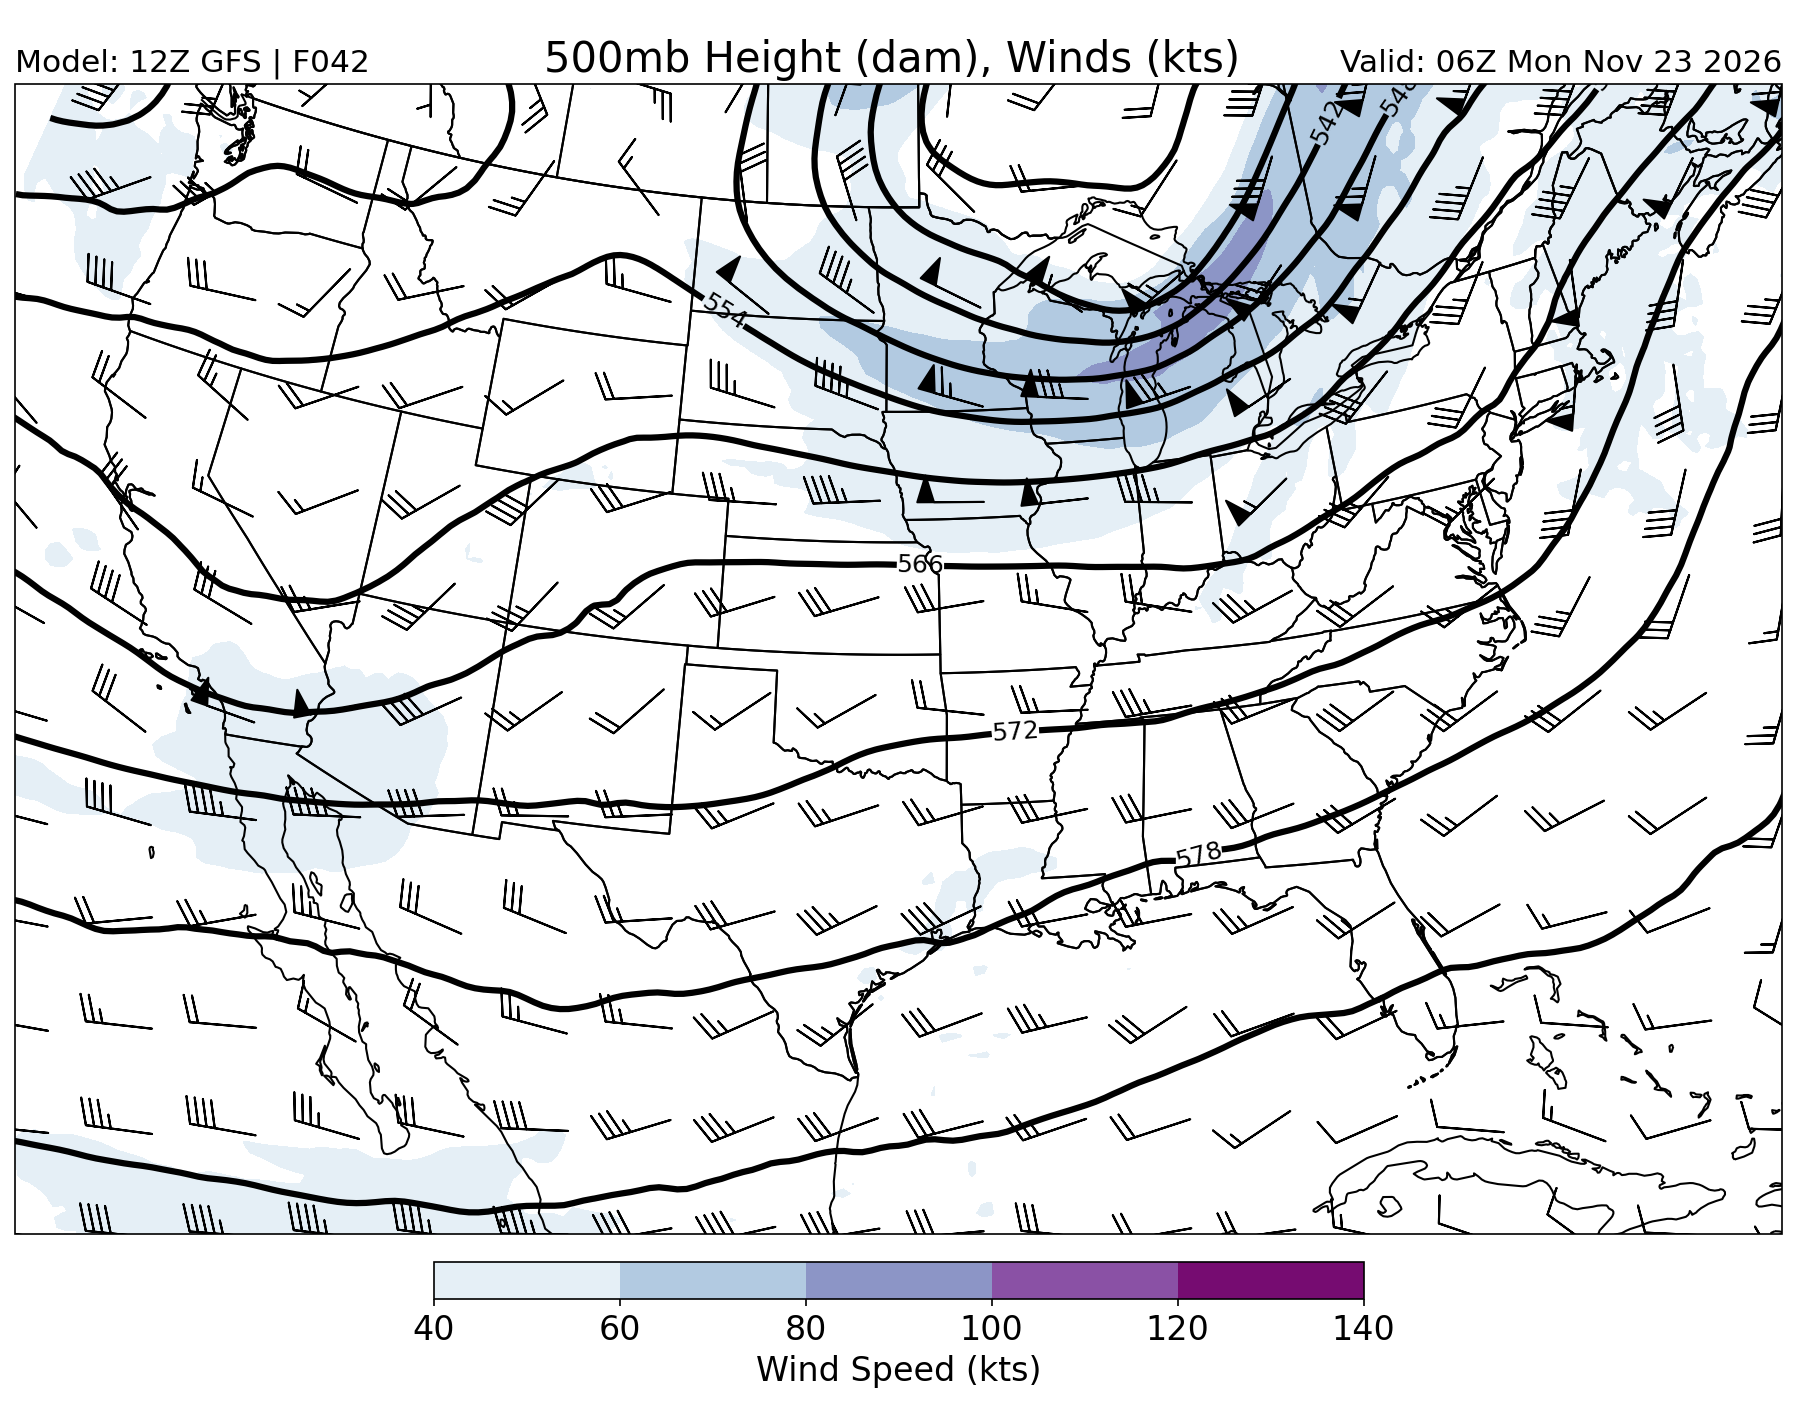 Model: 12Z GFS | F042
500mb Height (dam), Winds (kts)
Valid: 06Z Mon Nov 23 2026
542
548
554
566
572
578
40 60 80 100 120 140
Wind Speed (kts)